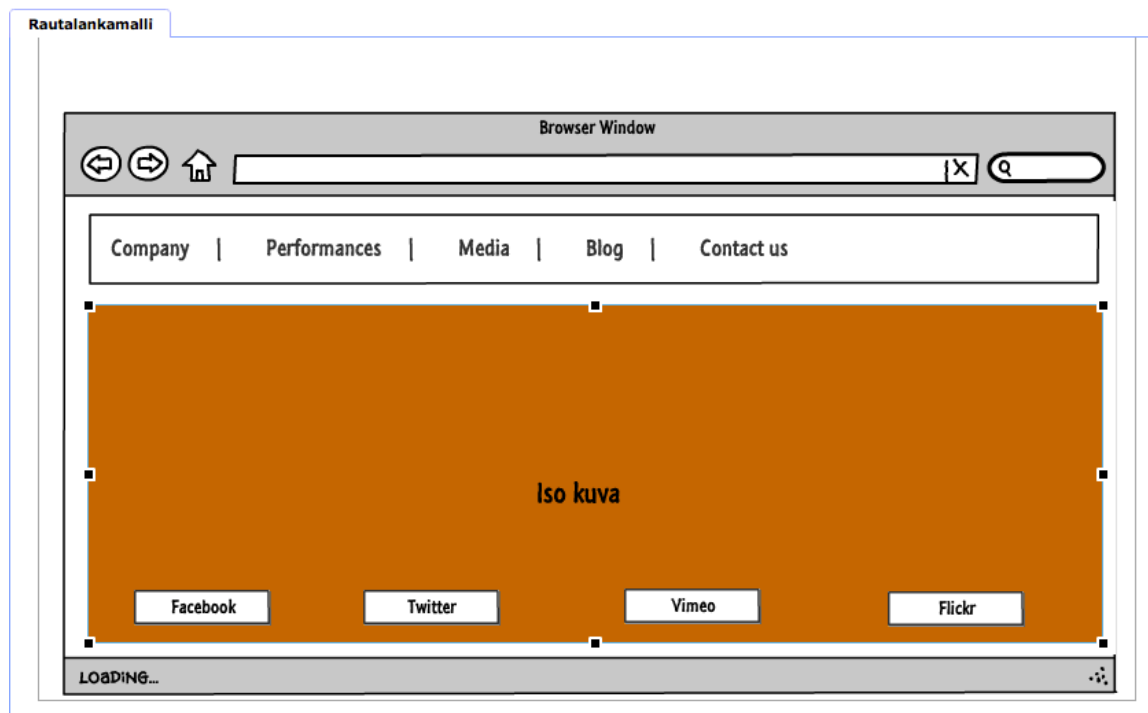 Rautalankamalli
Browser Window
Company | Performances | Media | Blog | Contact us
Iso kuva
Facebook Twitter Vimeo Flickr
LOADING...